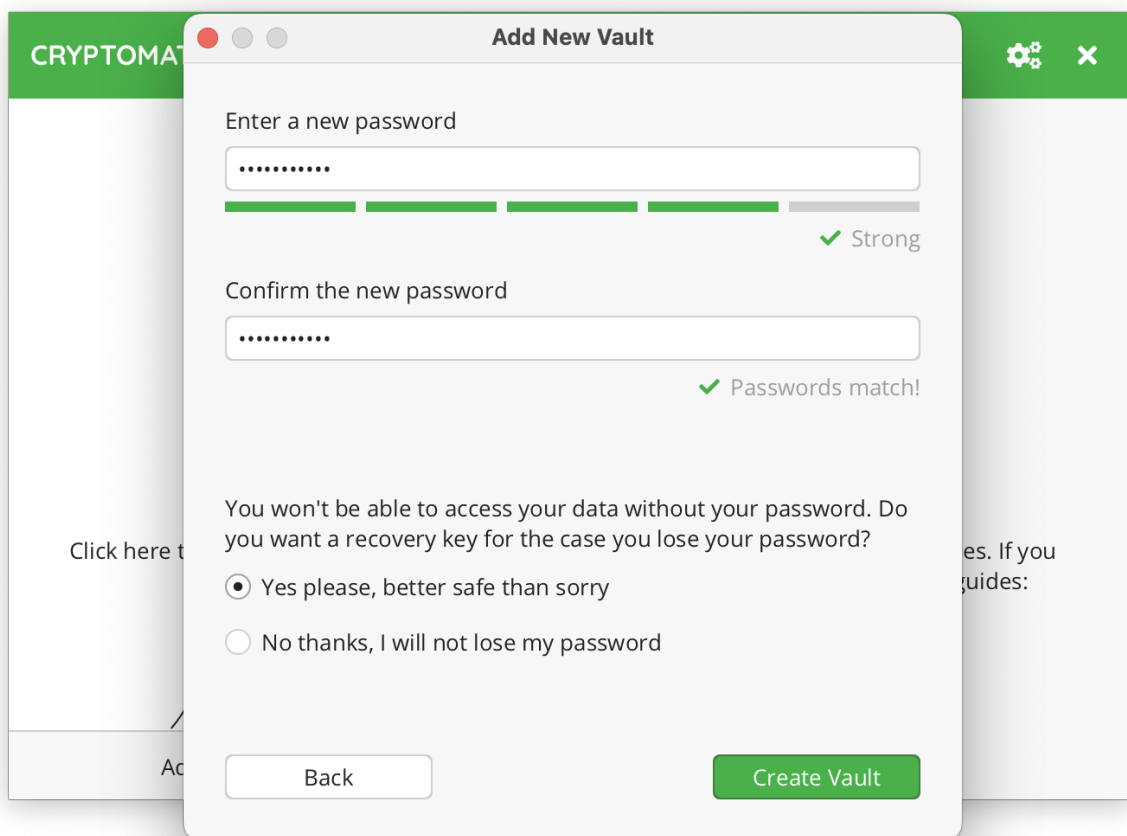 CRYPTOMAT
Add New Vault
Enter a new password
•••••••••••
Strong
Confirm the new password
•••••••••••
Passwords match!
You won't be able to access your data without your password. Do
you want a recovery key for the case you lose your password?
Yes please, better safe than sorry
No thanks, I will not lose my password
Click here t
es. If you
guides:
Back
Create Vault